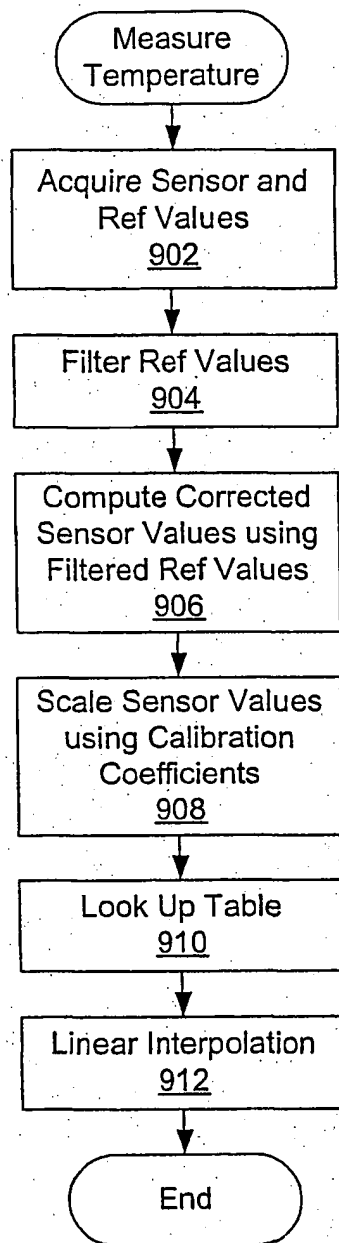 Measure
Temperature
Acquire Sensor and
Ref Values
902
Filter Ref Values
904
Compute Corrected
Sensor Values using
Filtered Ref Values
906
Scale Sensor Values
using Calibration
Coefficients
908
Look Up Table
910
Linear Interpolation
912
End